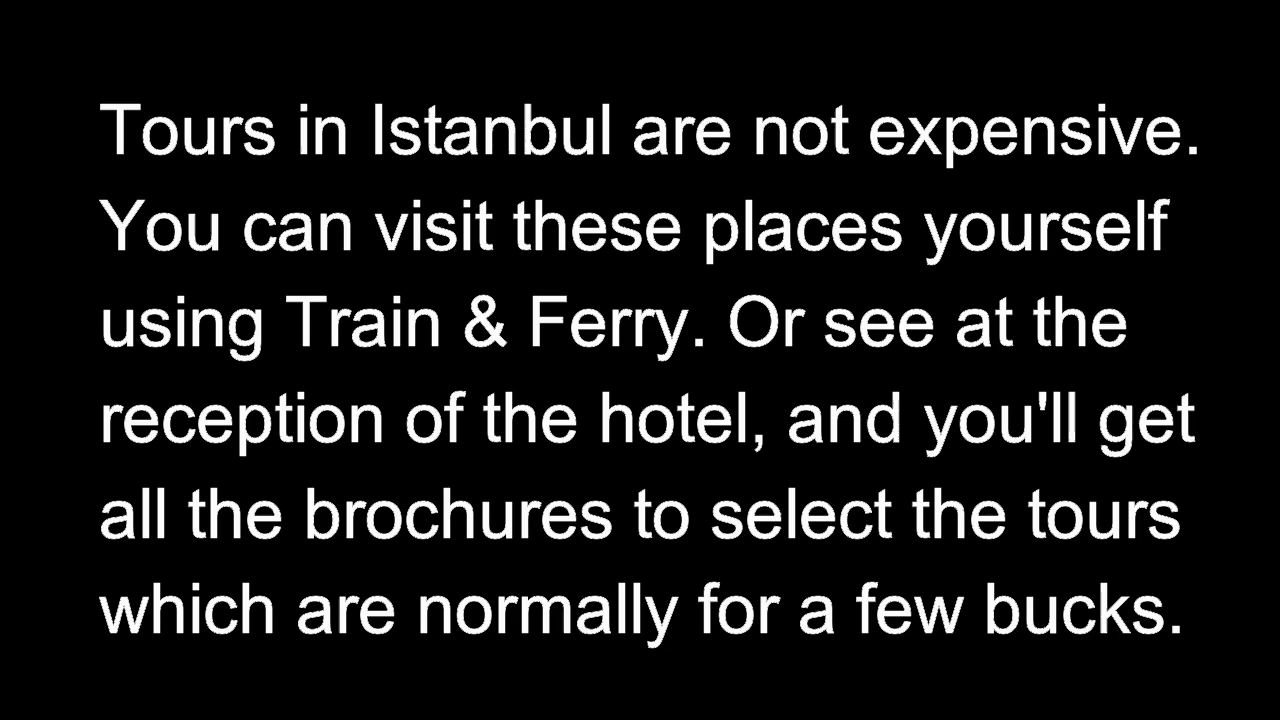 Tours in Istanbul are not expensive.
You can visit these places yourself
using Train & Ferry. Or see at the
reception of the hotel, and you'll get
all the brochures to select the tours
which are normally for a few bucks.